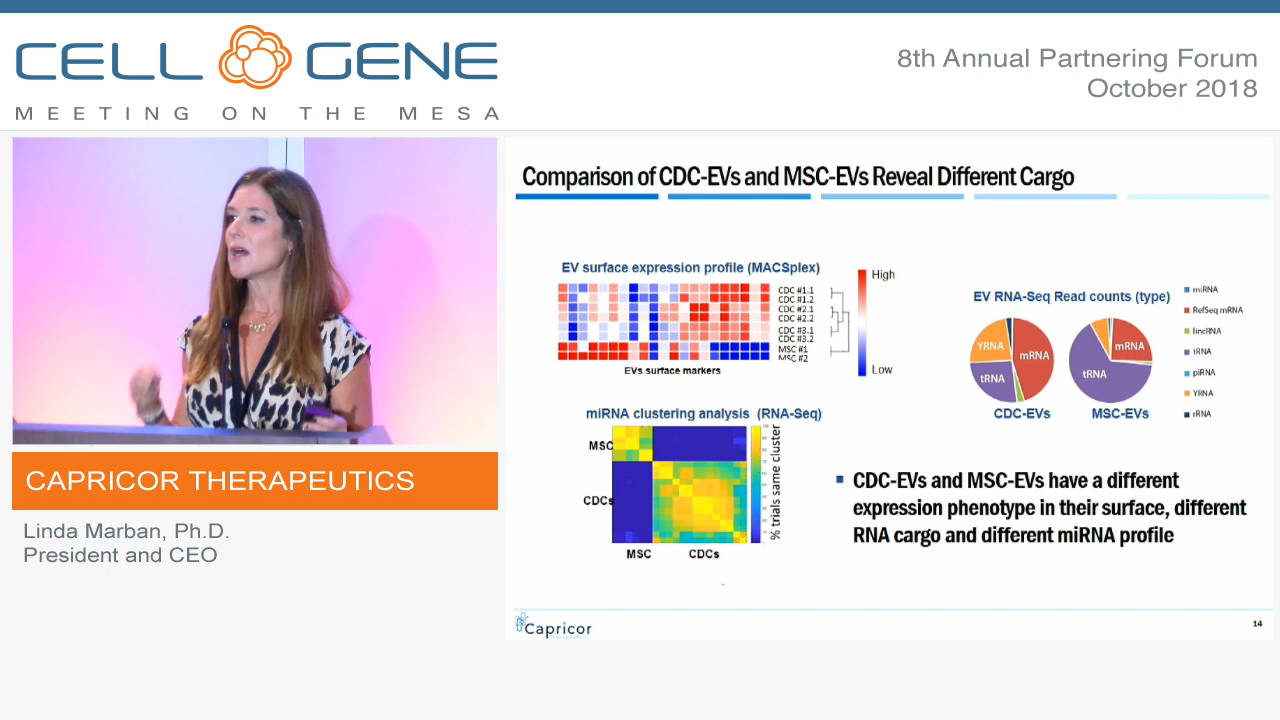 CELL GENE
MEETING ON THE MESA
8th Annual Partnering Forum
October 2018
Comparison of CDC-EVs and MSC-EVs Reveal Different Cargo
EV surface expression profile (MACSplex)
CDC #1.1
CDC #1.2
CDC #2.1
CDC #2.2
CDC #3.1
CDC #3.2
MSC #1
MSC #2
EVs surface markers
High
Low
EV RNA-Seq Read counts (type)
YRNA
mRNA
tRNA
CDC-EVs
mRNA
tRNA
MSC-EVs
miRNA
RefSeq mRNA
lincRNA
tRNA
piRNA
YRNA
rRNA
miRNA clustering analysis (RNA-Seq)
MSC
CDCs
MSC
CDCs
% trials same cluster
CDC-EVs and MSC-EVs have a different
expression phenotype in their surface, different
RNA cargo and different miRNA profile
Capricor
14
CAPRICOR THERAPEUTICS
Linda Marban, Ph.D.
President and CEO